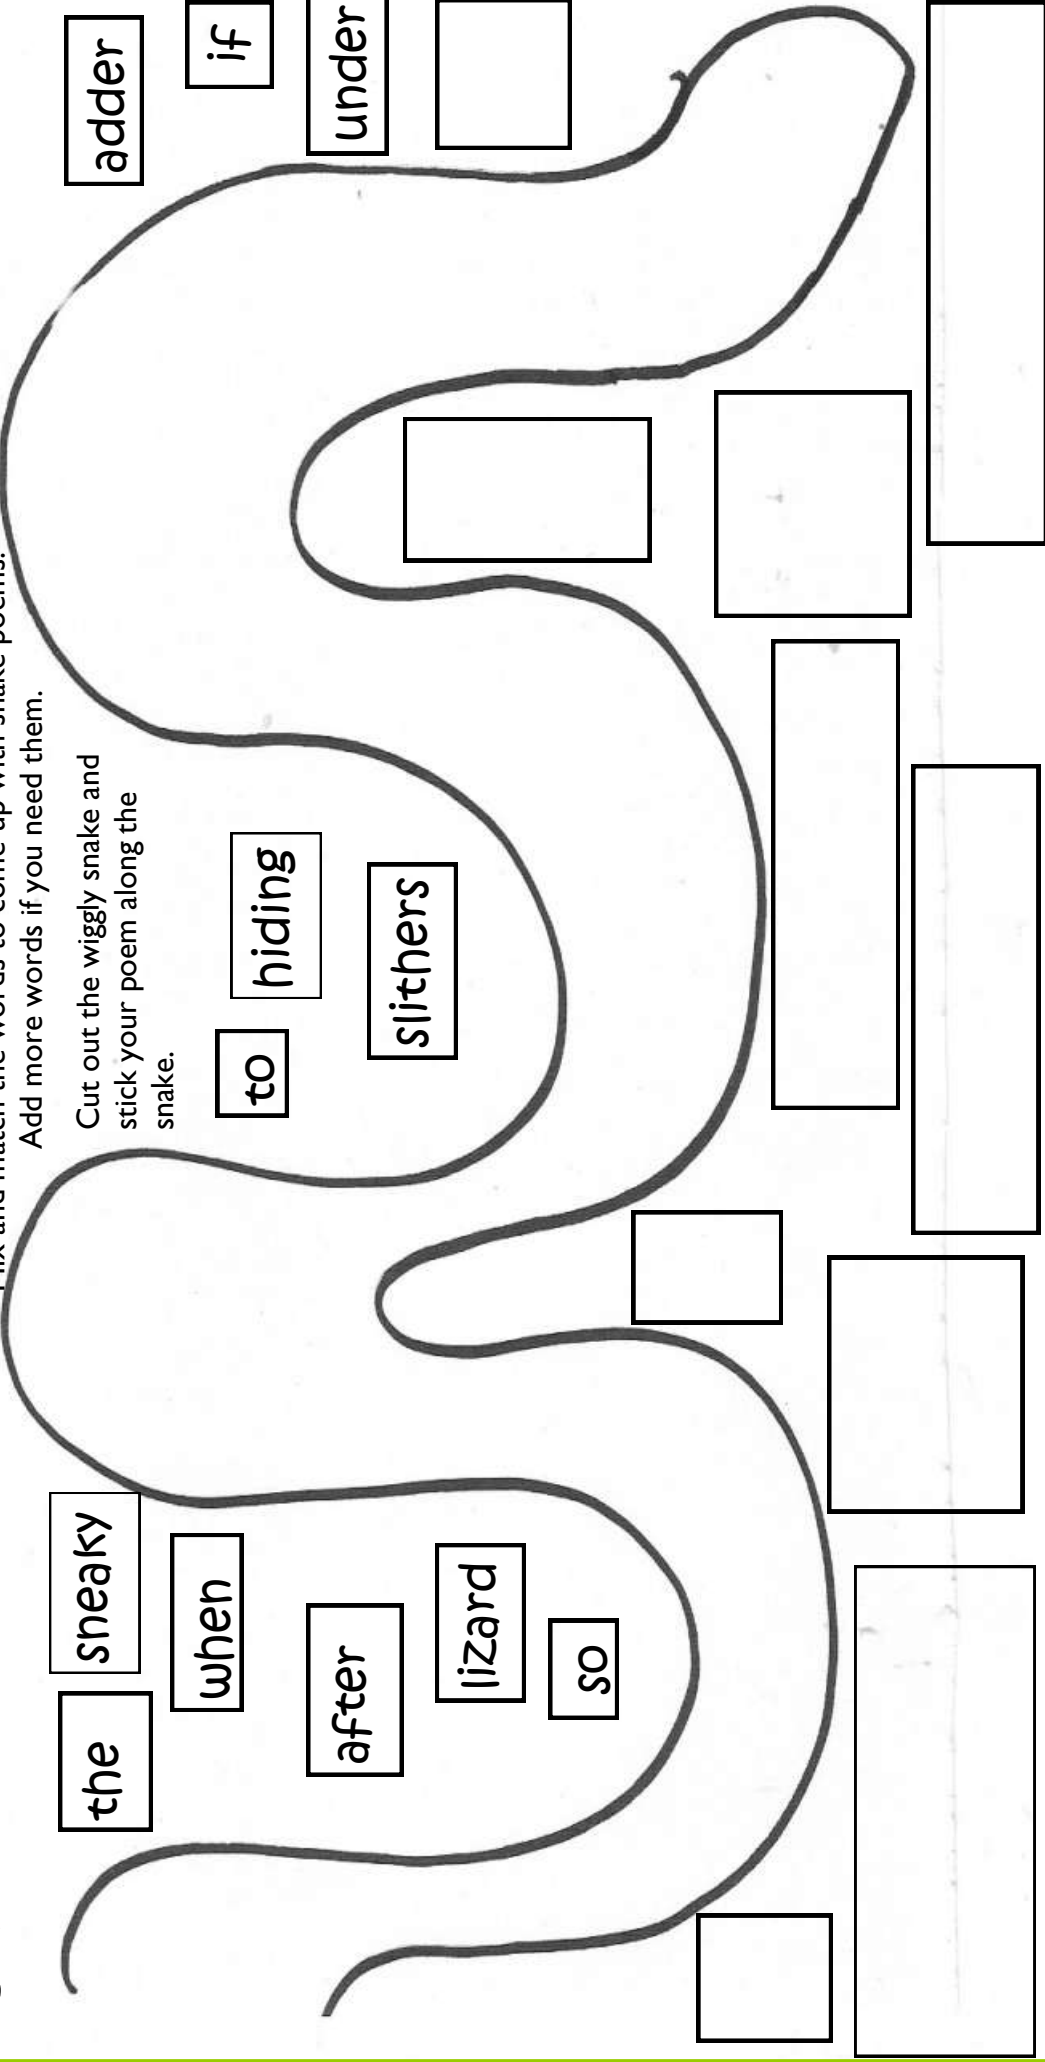 Mix and match the words to come up with snake poems.
Add more words if you need them.
Cut out the wiggly snake and
stick your poem along the
snake.
the
sneaky
when
after
lizard
so
to
hiding
slithers
adder
if
under